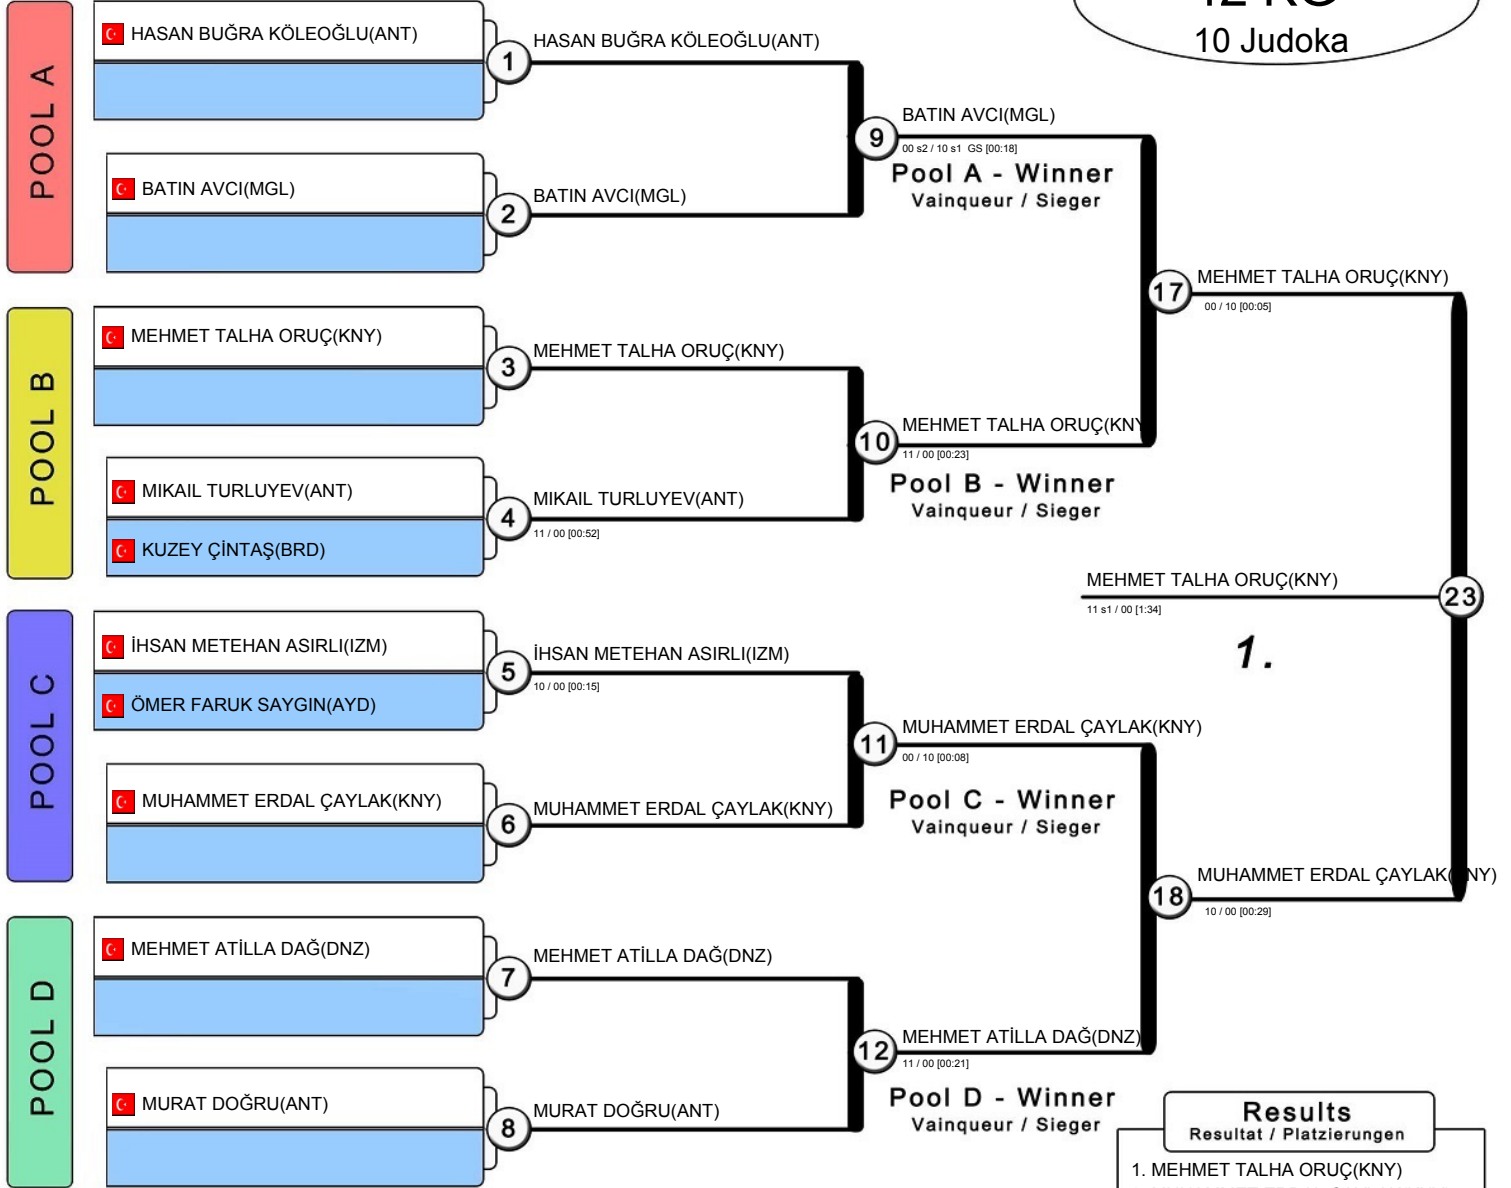 10 Judoka
POOL A
HASAN BUĞRA KÖLEOĞLU(ANT)
1
HASAN BUĞRA KÖLEOĞLU(ANT)
BATIN AVCI(MGL)
2
BATIN AVCI(MGL)
9
BATIN AVCI(MGL)
00 s2 / 10 s1 GS [00:18]
Pool A - Winner
Vainqueur / Sieger
POOL B
MEHMET TALHA ORUÇ(KNY)
3
MEHMET TALHA ORUÇ(KNY)
MIKAIL TURLUYEV(ANT)
KUZEY ÇİNTAŞ(BRD)
4
MIKAIL TURLUYEV(ANT)
11 / 00 [00:52]
10
MEHMET TALHA ORUÇ(KNY
11 / 00 [00:23]
Pool B - Winner
Vainqueur / Sieger
17
MEHMET TALHA ORUÇ(KNY)
00 / 10 [00:05]
POOL C
İHSAN METEHAN ASIRLI(IZM)
ÖMER FARUK SAYGIN(AYD)
5
İHSAN METEHAN ASIRLI(IZM)
10 / 00 [00:15]
MUHAMMET ERDAL ÇAYLAK(KNY)
6
MUHAMMET ERDAL ÇAYLAK(KNY)
11
MUHAMMET ERDAL ÇAYLAK(KNY)
00 / 10 [00:08]
Pool C - Winner
Vainqueur / Sieger
POOL D
MEHMET ATİLLA DAĞ(DNZ)
7
MEHMET ATİLLA DAĞ(DNZ)
MURAT DOĞRU(ANT)
8
MURAT DOĞRU(ANT)
12
MEHMET ATİLLA DAĞ(DNZ)
11 / 00 [00:21]
Pool D - Winner
Vainqueur / Sieger
18
MUHAMMET ERDAL ÇAYLAK(KNY)
10 / 00 [00:29]
MEHMET TALHA ORUÇ(KNY)
23
11 s1 / 00 [1:34]
1.
Results
Resultat / Platzierungen
1. MEHMET TALHA ORUÇ(KNY)